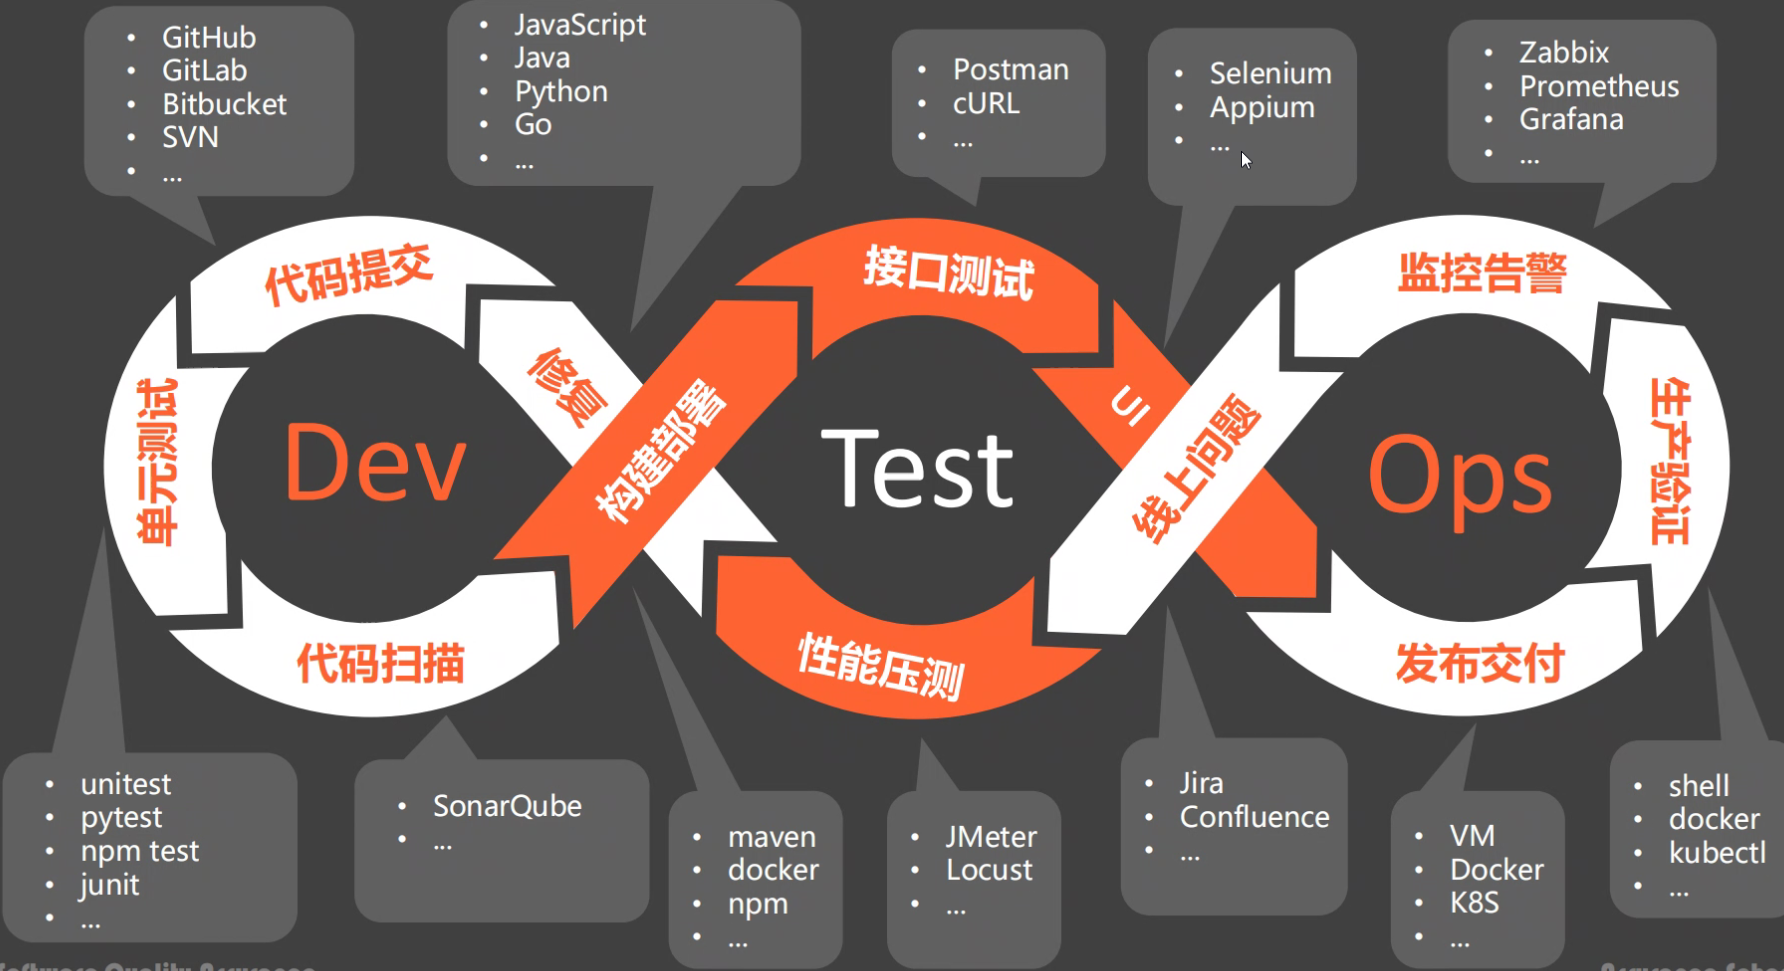 • GitHub
• GitLab
• Bitbucket
• SVN
• ...
• JavaScript
• Java
• Python
• Go
• ...
• Postman
• cURL
• ...
• Selenium
• Appium
• ...
• Zabbix
• Prometheus
• Grafana
• ...
代码提交
修复
单元测试
Dev
代码扫描
构建部署
接口测试
UI
Test
性能压测
线上问题
监控告警
生产验证
Ops
发布交付
• unitest
• pytest
• npm test
• junit
• ...
• SonarQube
• ...
• maven
• docker
• npm
• ...
• JMeter
• Locust
• ...
• Jira
• Confluence
• ...
• VM
• Docker
• K8S
• ...
• shell
• docker
• kubectl
• ...
Software Quality Assurance